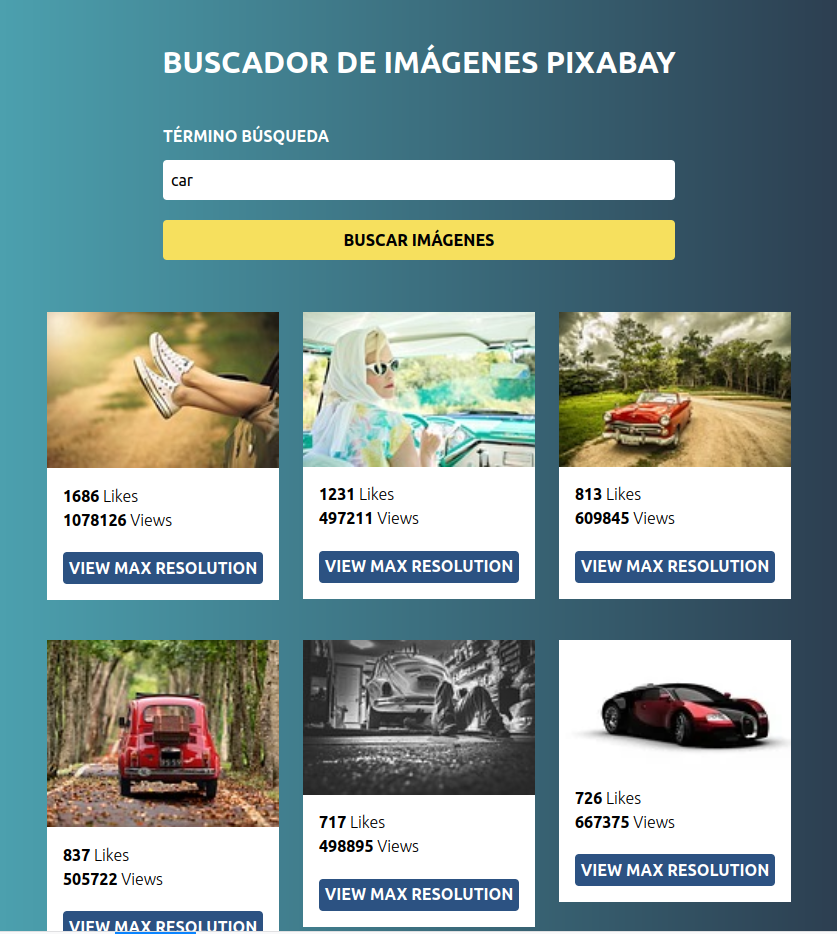 BUSCADOR DE IMÁGENES PIXABAY
TÉRMINO BÚSQUEDA
car
BUSCAR IMÁGENES
1686 Likes
1078126 Views
VIEW MAX RESOLUTION
1231 Likes
497211 Views
VIEW MAX RESOLUTION
813 Likes
609845 Views
VIEW MAX RESOLUTION
837 Likes
505722 Views
VIEW MAX RESOLUTION
717 Likes
498895 Views
VIEW MAX RESOLUTION
726 Likes
667375 Views
VIEW MAX RESOLUTION